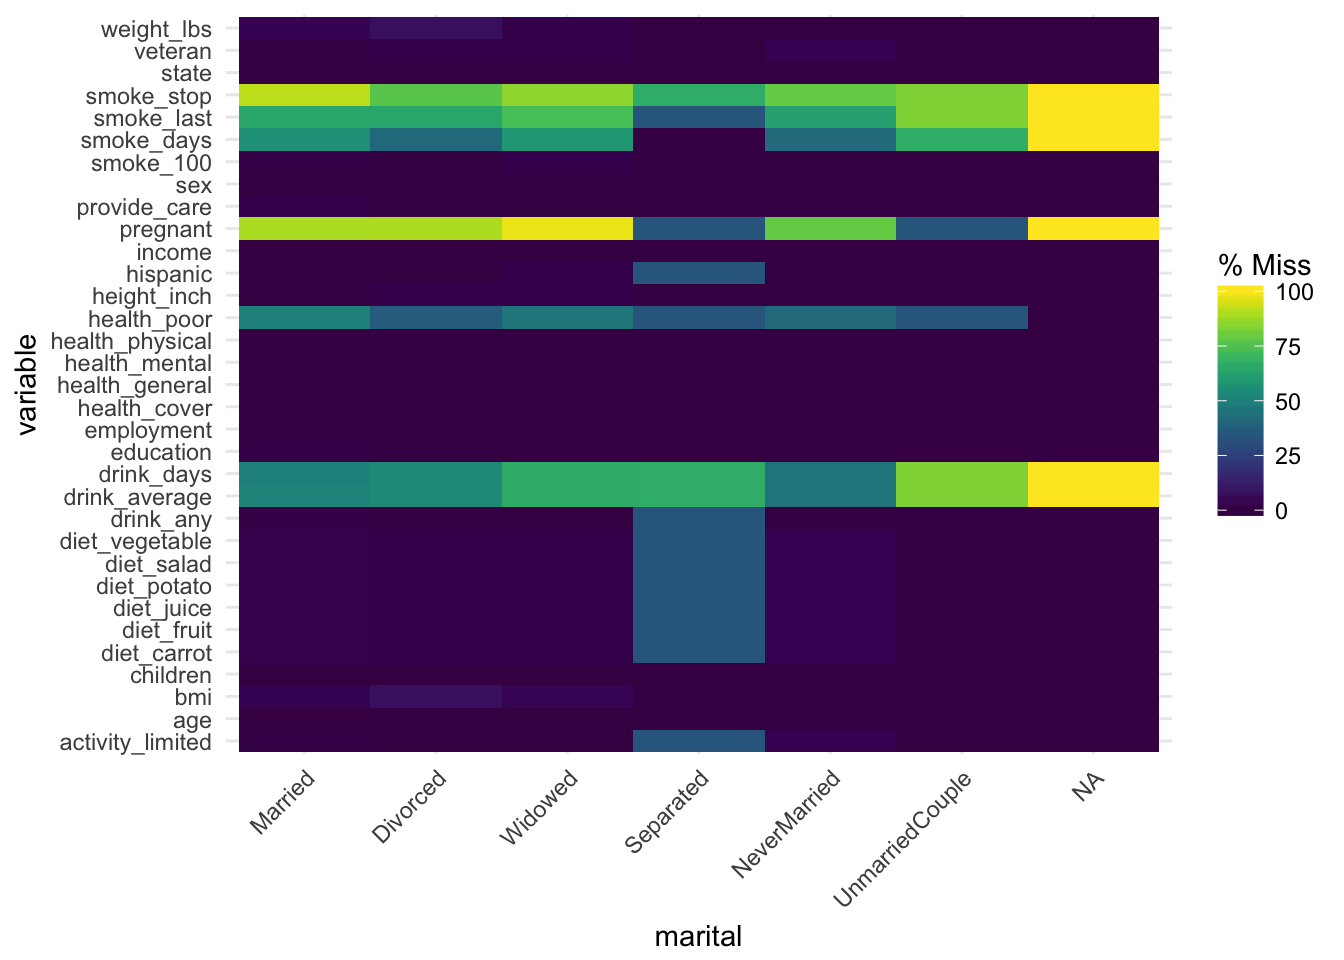 weight_lbs
veteran
state
smoke_stop
smoke_last
smoke_days
smoke_100
sex
provide_care
pregnant
income
hispanic
height_inch
health_poor
health_physical
health_mental
health_general
health_cover
employment
education
drink_days
drink_average
drink_any
diet_vegetable
diet_salad
diet_potato
diet_juice
diet_fruit
diet_carrot
children
bmi
age
activity_limited
variable
Married
Divorced
Widowed
Separated
NeverMarried
UnmarriedCouple
NA
marital
% Miss
100
75
50
25
0